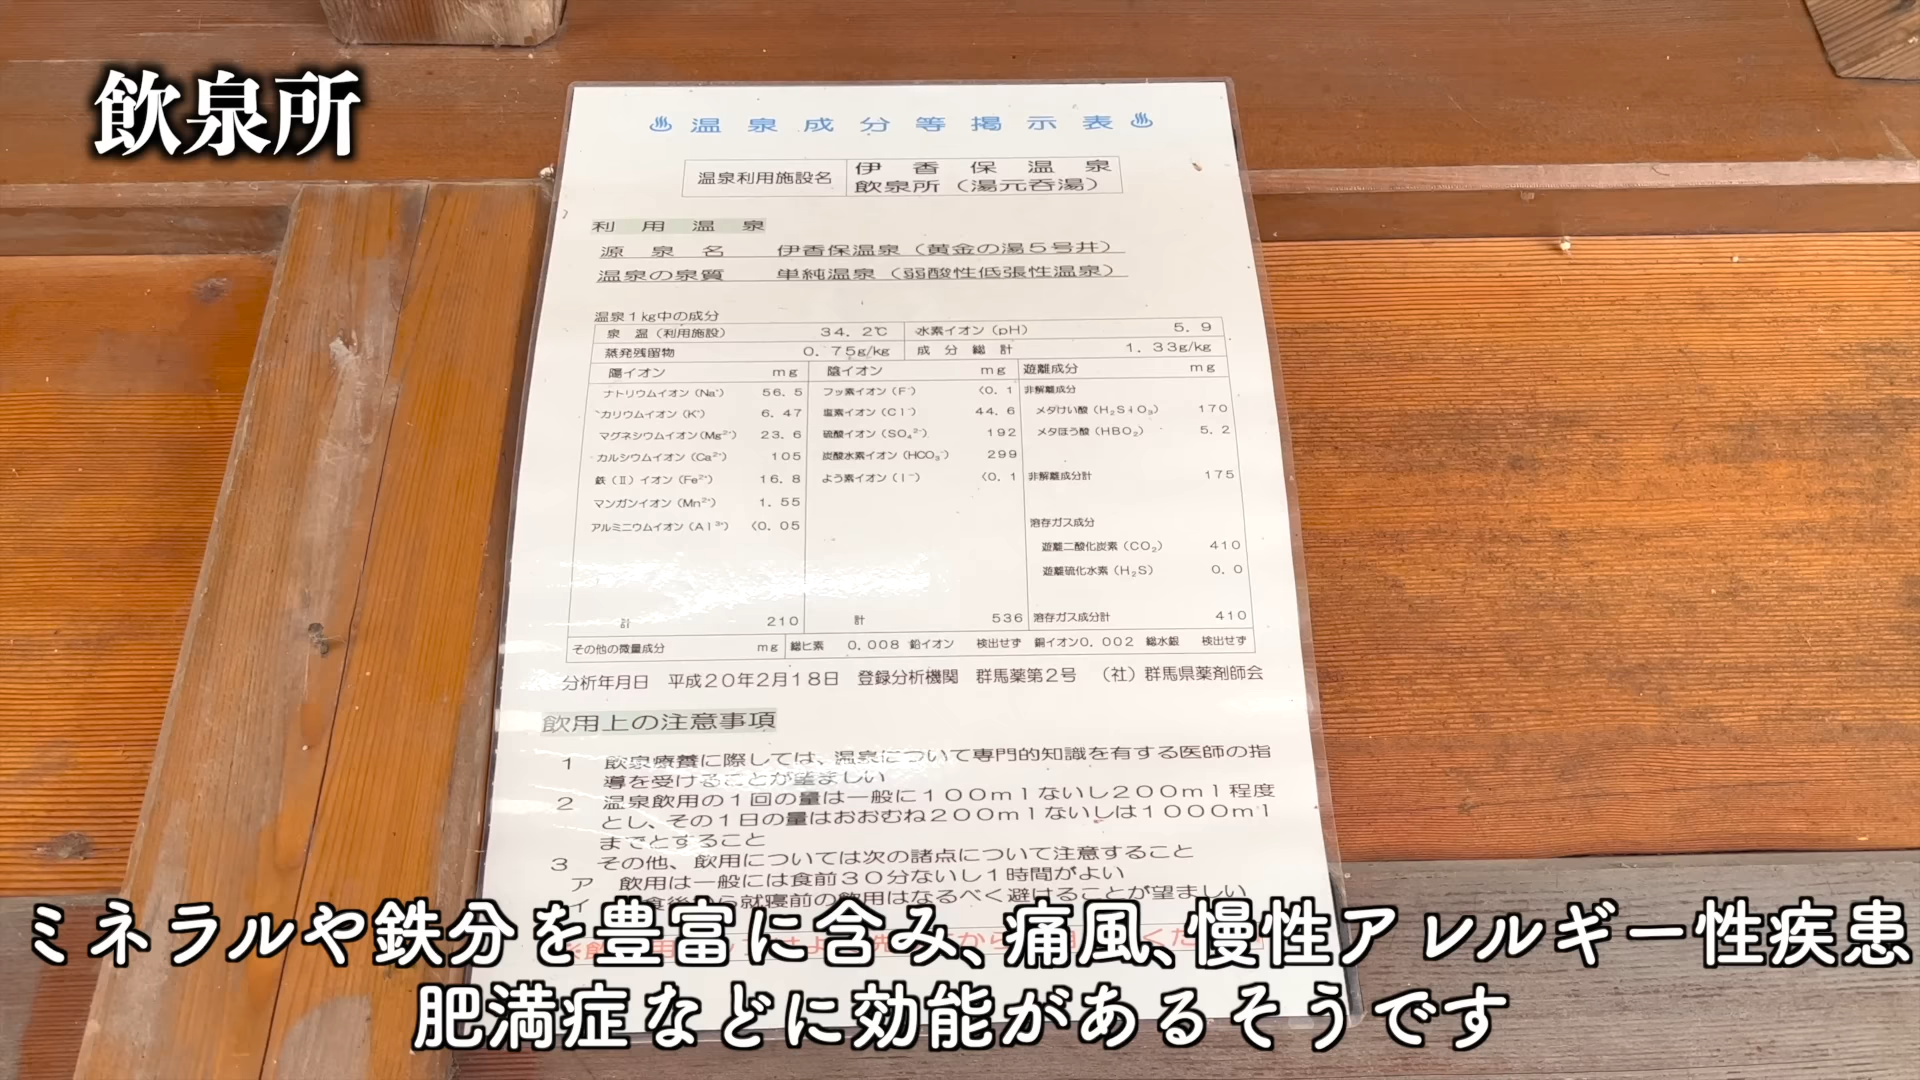 飲泉所
♨ 温泉成分等掲示表 ♨
温泉利用施設名
伊香保温泉
飲泉所（湯元呑湯）
利用温泉
源泉名 伊香保温泉（黄金の湯５号井）
温泉の泉質 単純温泉（弱酸性低張性温泉）
温泉１kg中の成分
泉温（利用施設） ３４．２℃ 水素イオン（pH） ５．９
蒸発残留物 ０．７５g/kg 成分総計 １．３３g/kg
陽イオン mg 陰イオン mg 遊離成分 mg
ナトリウムイオン（Na⁺） ５６．５ フッ素イオン（F⁻） 〈０．１ 非解離成分
カリウムイオン（K⁺） ６．４７ 塩素イオン（Cl⁻） ４４．６ メタけい酸（H₂SiO₃） １７０
マグネシウムイオン（Mg²⁺） ２３．６ 硫酸イオン（SO₄²⁻） １９２ メタほう酸（HBO₂） ５．２
カルシウムイオン（Ca²⁺） １０５ 炭酸水素イオン（HCO₃⁻） ２９９
鉄（Ⅱ）イオン（Fe²⁺） １６．８ よう素イオン（I⁻） 〈０．１ 非解離成分計 １７５
マンガンイオン（Mn²⁺） １．５５
アルミニウムイオン（Al³⁺） 〈０．０５ 溶存ガス成分
遊離二酸化炭素（CO₂） ４１０
遊離硫化水素（H₂S） ０．０
計 ２１０ 計 ５３６ 溶存ガス成分計 ４１０
その他の微量成分 mg 総ヒ素 ０．００８ 鉛イオン 検出せず 銅イオン０．００２ 総水銀 検出せず
分析年月日 平成２０年２月１８日 登録分析機関 群馬薬第２号 （社）群馬県薬剤師会
飲用上の注意事項
１ 飲泉療養に際しては、温泉について専門的知識を有する医師の指
導を受けることが望ましい
２ 温泉飲用の１回の量は一般に１００ｍｌないし２００ｍｌ程度
とし、その１日の量はおおむね２００ｍｌないしは１０００ｍｌ
までとすること
３ その他、飲用については次の諸点について注意すること
ア 飲用は一般には食前３０分ないし１時間がよい
イ 食後から就寝前の飲用はなるべく避けることが望ましい
ミネラルや鉄分を豊富に含み、痛風、慢性アレルギー性疾患
肥満症などに効能があるそうです